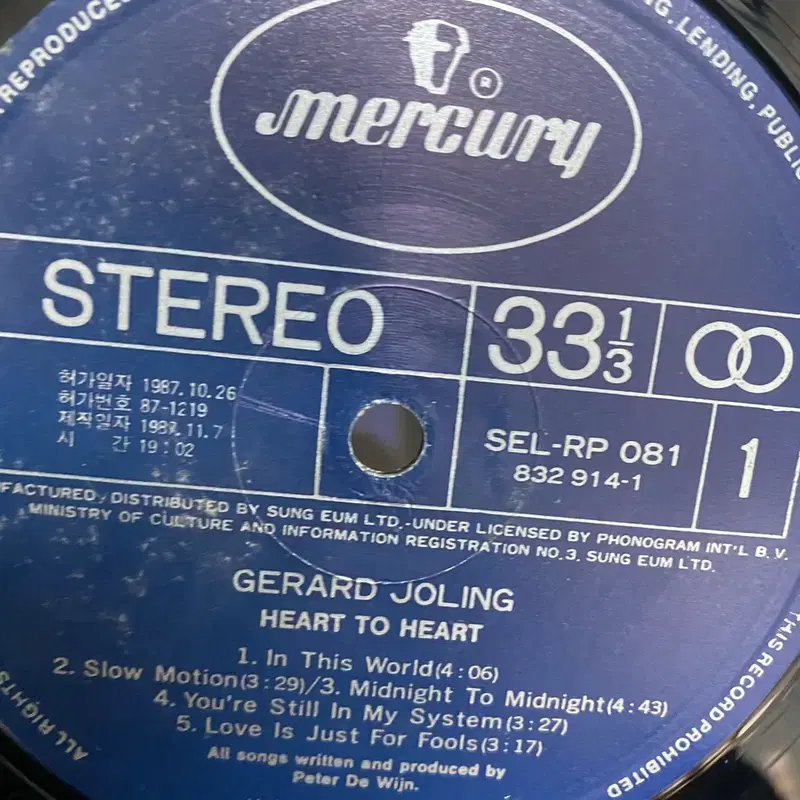 REPRODUCED
NG, LENDING, PUBLIC
mercury ®
STEREO
33 1/3
허가일자 1987.10.26
허가번호 87-1219
제작일자 1987.11.7
시 간 19:02
SEL-RP 081
832 914-1
1
FACTURED, DISTRIBUTED BY SUNG EUM LTD.-UNDER LICENSED BY PHONOGRAM INT'L B.V.
MINISTRY OF CULTURE AND INFORMATION REGISTRATION NO.3. SUNG EUM LTD.
GERARD JOLING
HEART TO HEART
1. In This World(4:06)
2. Slow Motion(3:29)/3. Midnight To Midnight(4:43)
4. You're Still In My System(3:27)
5. Love Is Just For Fools(3:17)
All songs written and produced by
Peter De Wijn.
ALL RIGHTS
THIS RECORD PROHIBITED